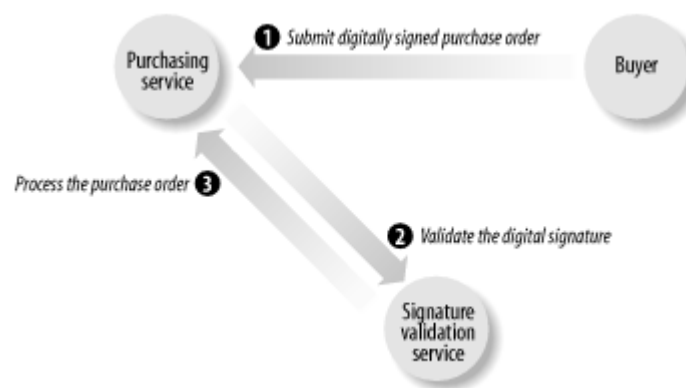 1 Submit digitally signed purchase order
Purchasing
service
Buyer
Process the purchase order 3
2 Validate the digital signature
Signature
validation
service